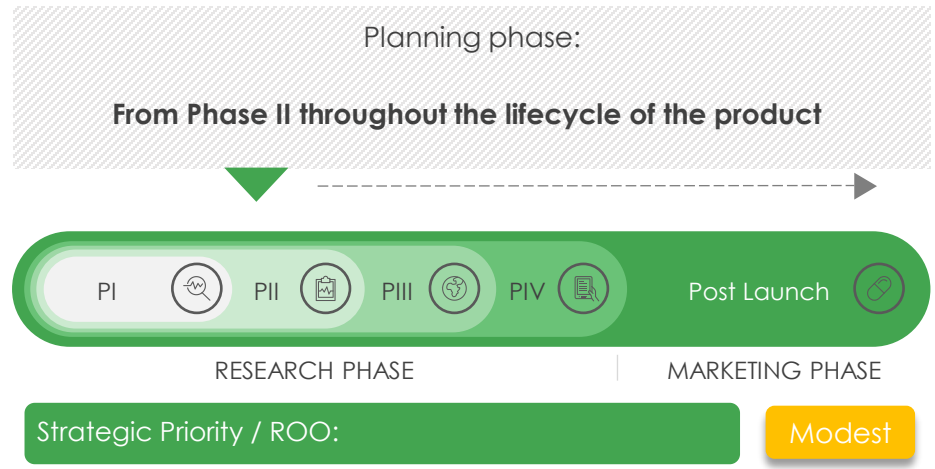 Planning phase:
From Phase II throughout the lifecycle of the product
PI PII PIII PIV Post Launch
RESEARCH PHASE MARKETING PHASE
Strategic Priority / ROO: Modest